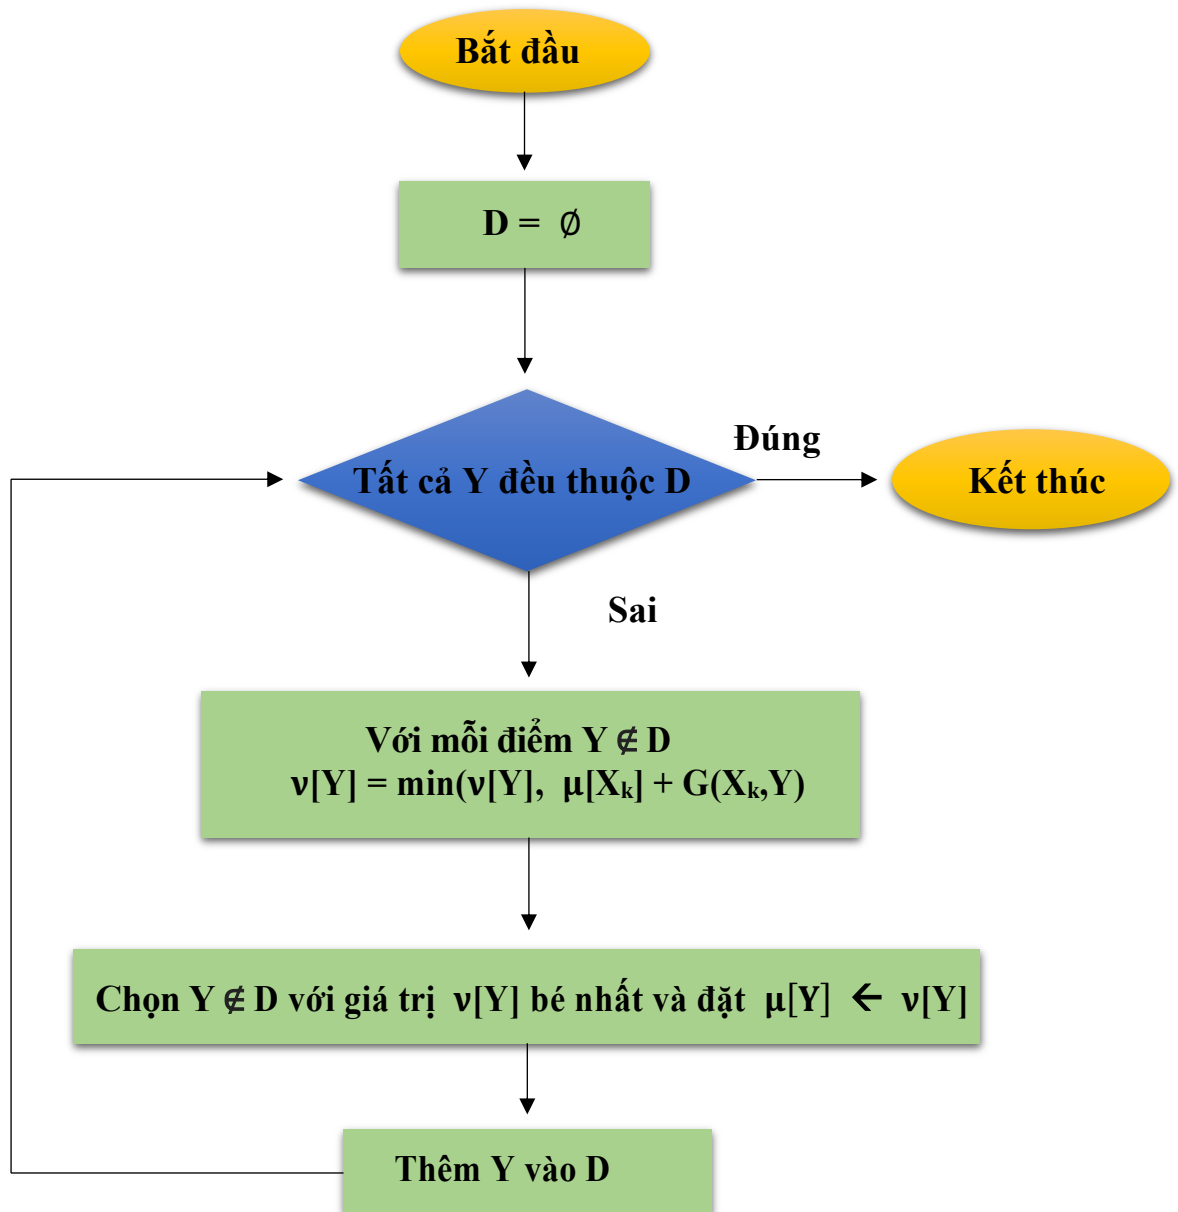 Bắt đầu
D = ∅
Tất cả Y đều thuộc D
Đúng
Kết thúc
Sai
Với mỗi điểm Y ∉ D
ν[Y] = min(ν[Y], μ[Xₖ] + G(Xₖ,Y)
Chọn Y ∉ D với giá trị ν[Y] bé nhất và đặt μ[Y] ← ν[Y]
Thêm Y vào D